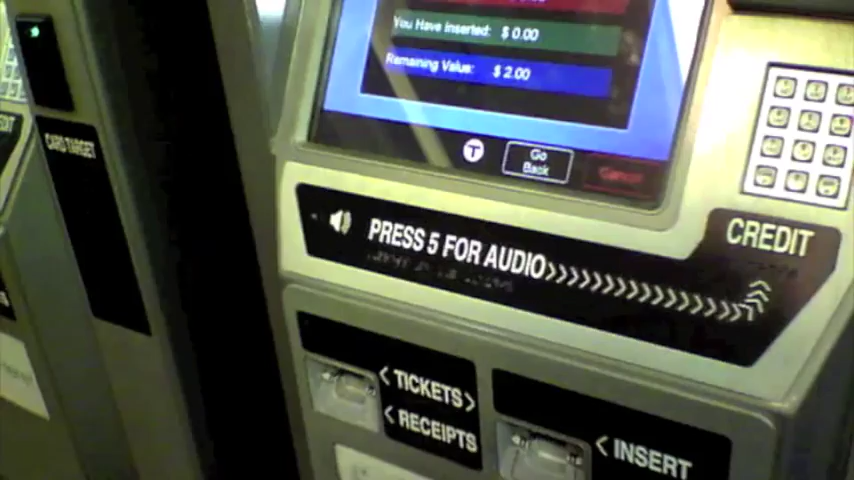 You Have Inserted: $ 0.00
Remaining Value: $ 2.00
T
Go Back
Cancel
CARD TARGET
PRESS 5 FOR AUDIO
CREDIT
TICKETS
RECEIPTS
INSERT